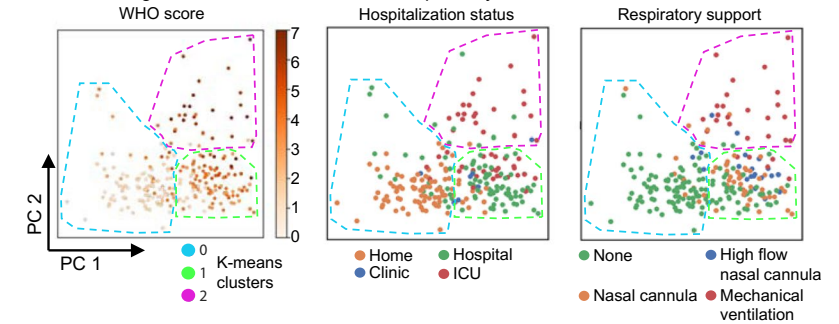 WHO score
Hospitalization status
Respiratory support
7
6
5
4
3
2
1
0
PC 2
PC 1
0
1
2
K-means
clusters
Home
Hospital
Clinic
ICU
None
High flow
nasal cannula
Nasal cannula
Mechanical
ventilation